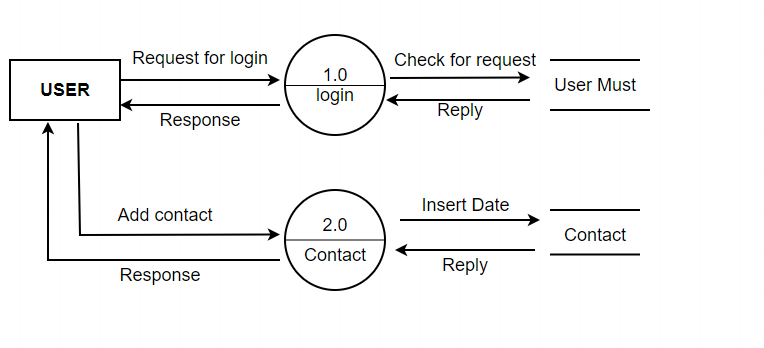 Request for login
Check for request
1.0
USER
User Must
login
Reply
Response
Insert Date
Add contact
2.0
Contact
Contact
Reply
Response